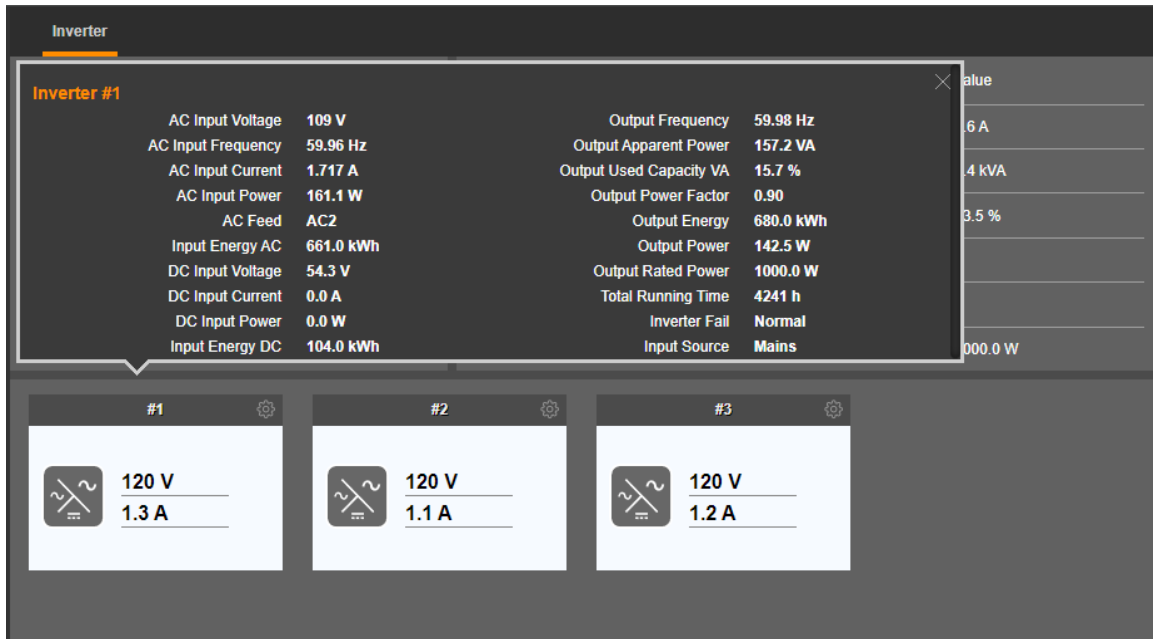 Inverter
Inverter #1
AC Input Voltage 109 V Output Frequency 59.98 Hz
AC Input Frequency 59.96 Hz Output Apparent Power 157.2 VA
AC Input Current 1.717 A Output Used Capacity VA 15.7 %
AC Input Power 161.1 W Output Power Factor 0.90
AC Feed AC2 Output Energy 680.0 kWh
Input Energy AC 661.0 kWh Output Power 142.5 W
DC Input Voltage 54.3 V Output Rated Power 1000.0 W
DC Input Current 0.0 A Total Running Time 4241 h
DC Input Power 0.0 W Inverter Fail Normal
Input Energy DC 104.0 kWh Input Source Mains
alue
.6 A
.4 kVA
3.5 %
000.0 W
#1 #2 #3
120 V 120 V 120 V
1.3 A 1.1 A 1.2 A